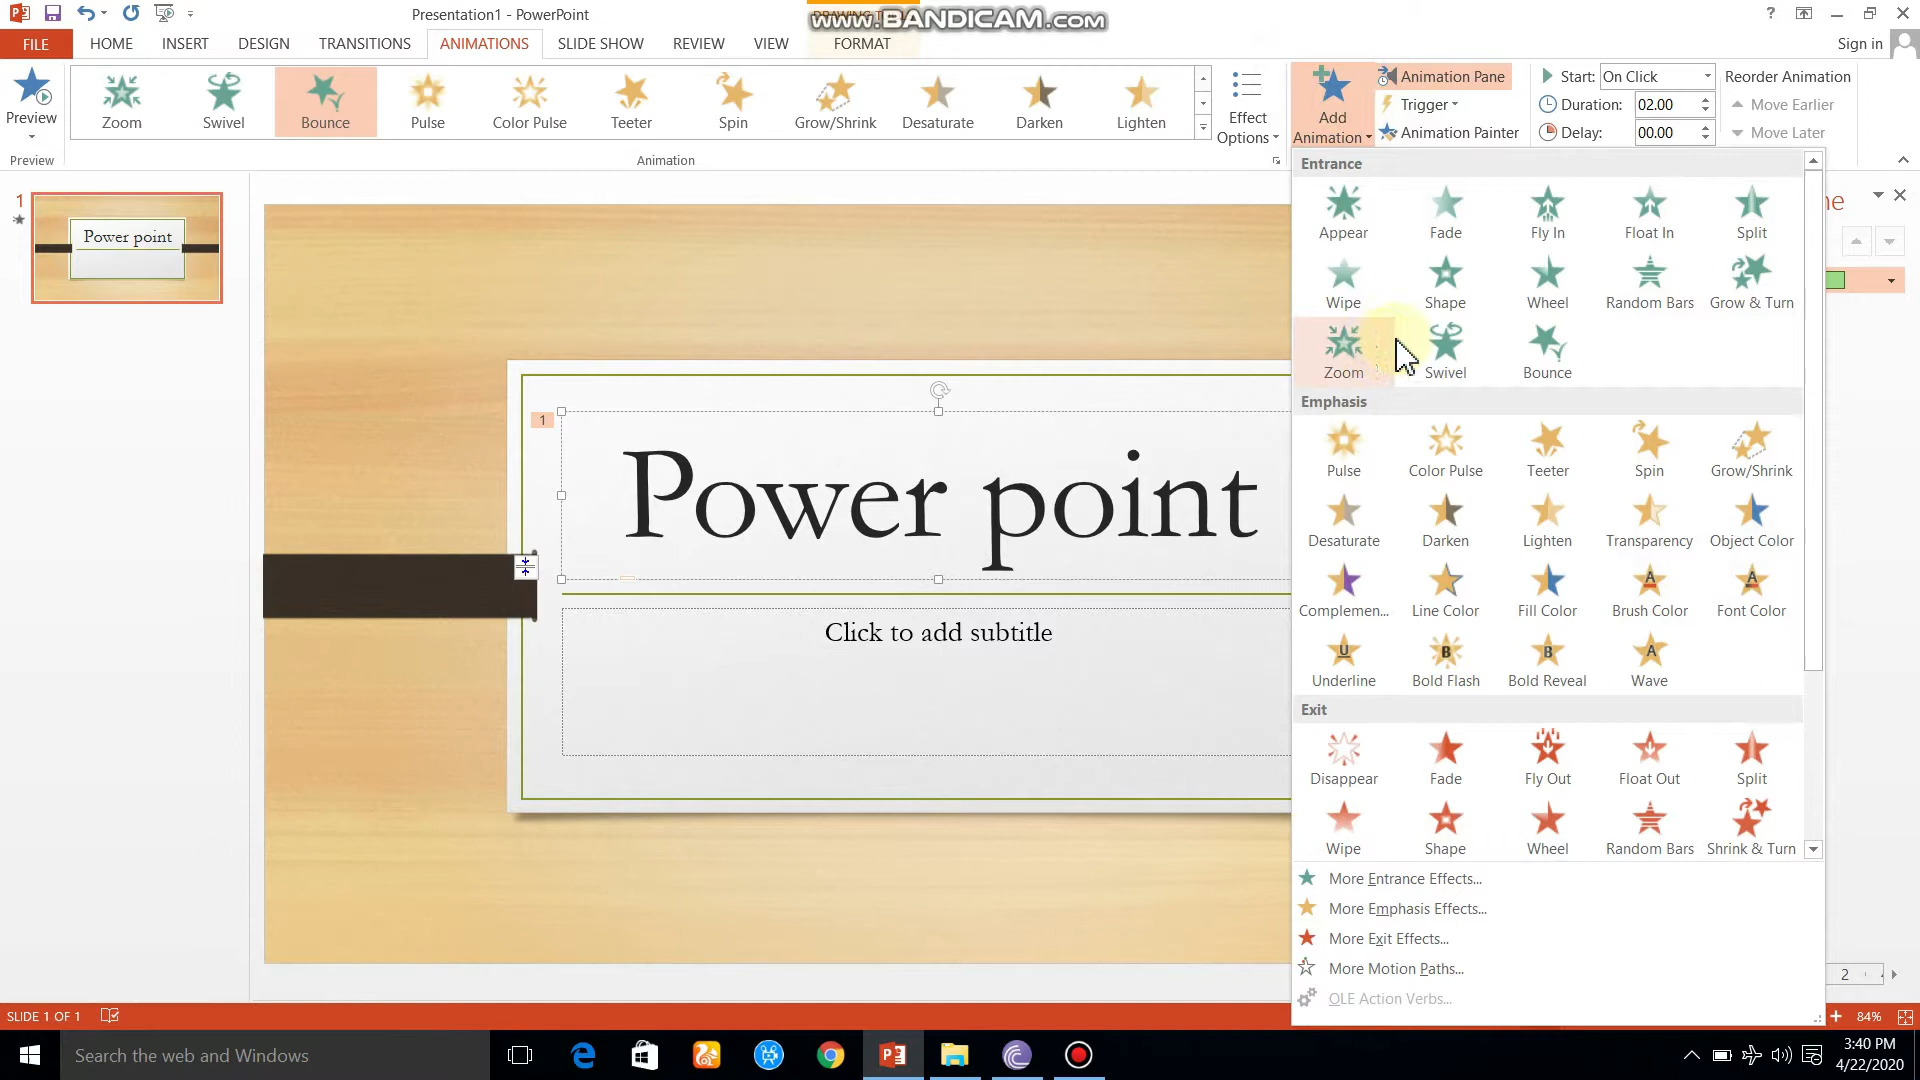 Presentation1 - PowerPoint
DRAWING TOOLS
www.BANDICAM.com
FILE
HOME
INSERT
DESIGN
TRANSITIONS
ANIMATIONS
SLIDE SHOW
REVIEW
VIEW
FORMAT
Sign in
Preview
Zoom
Swivel
Bounce
Pulse
Color Pulse
Teeter
Spin
Grow/Shrink
Desaturate
Darken
Lighten
Effect
Options
Add
Animation
Animation Pane
Trigger
Animation Painter
Start: On Click
Duration: 02.00
Delay: 00.00
Reorder Animation
Move Earlier
Move Later
Preview
Animation
1
Power point
1
Power point
Click to add subtitle
Entrance
Appear
Fade
Fly In
Float In
Split
Wipe
Shape
Wheel
Random Bars
Grow & Turn
Zoom
Swivel
Bounce
Emphasis
Pulse
Color Pulse
Teeter
Spin
Grow/Shrink
Desaturate
Darken
Lighten
Transparency
Object Color
Complemen...
Line Color
Fill Color
Brush Color
Font Color
Underline
Bold Flash
Bold Reveal
Wave
Exit
Disappear
Fade
Fly Out
Float Out
Split
Wipe
Shape
Wheel
Random Bars
Shrink & Turn
More Entrance Effects...
More Emphasis Effects...
More Exit Effects...
More Motion Paths...
OLE Action Verbs...
ne
2
SLIDE 1 OF 1
84%
Search the web and Windows
3:40 PM
4/22/2020